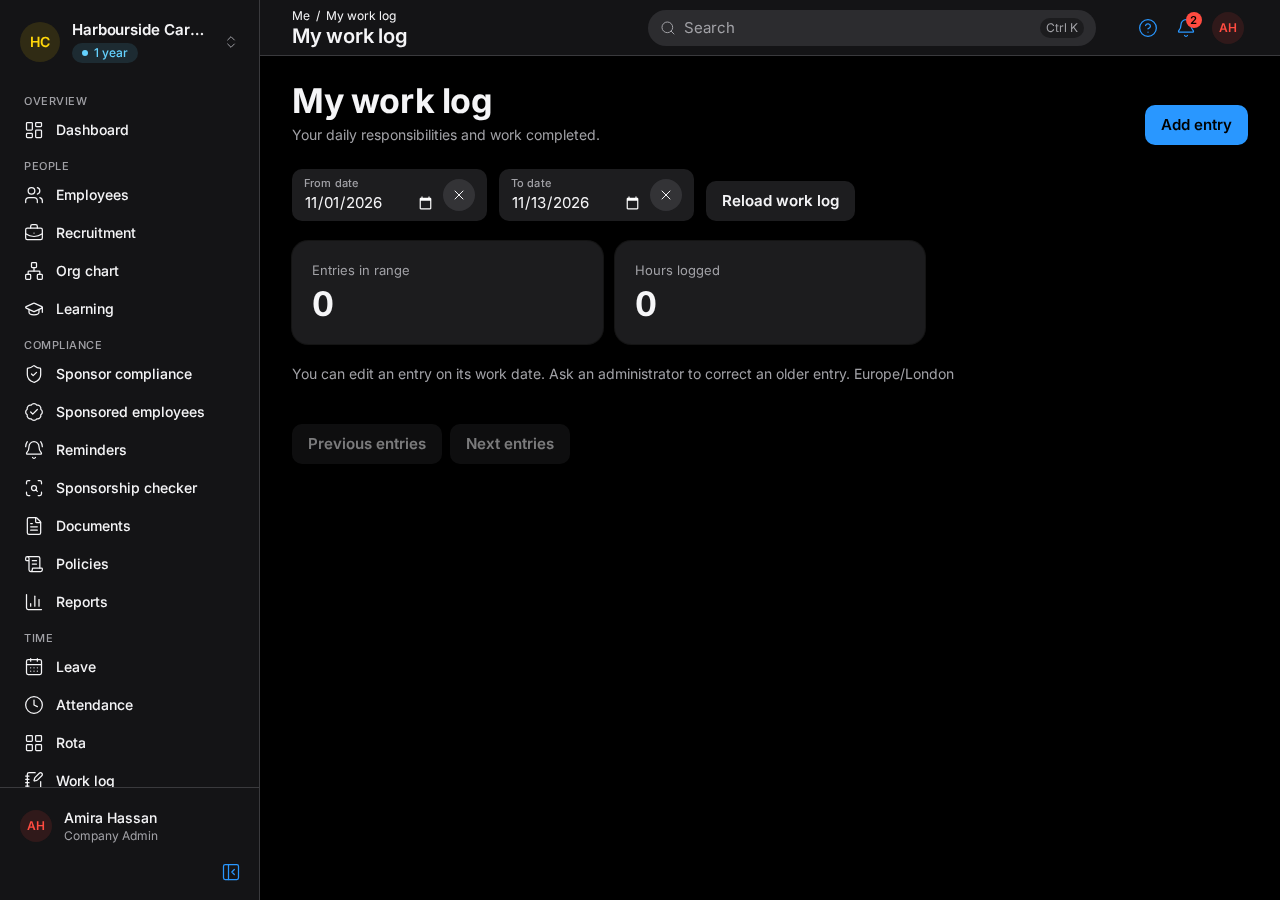 HC
Harbourside Car...
1 year
OVERVIEW
Dashboard
PEOPLE
Employees
Recruitment
Org chart
Learning
COMPLIANCE
Sponsor compliance
Sponsored employees
Reminders
Sponsorship checker
Documents
Policies
Reports
TIME
Leave
Attendance
Rota
Work log
AH
Amira Hassan
Company Admin
Me / My work log
My work log
Search
Ctrl K
2
AH
My work log
Your daily responsibilities and work completed.
Add entry
From date
11/01/2026
To date
11/13/2026
Reload work log
Entries in range
0
Hours logged
0
You can edit an entry on its work date. Ask an administrator to correct an older entry. Europe/London
Previous entries
Next entries